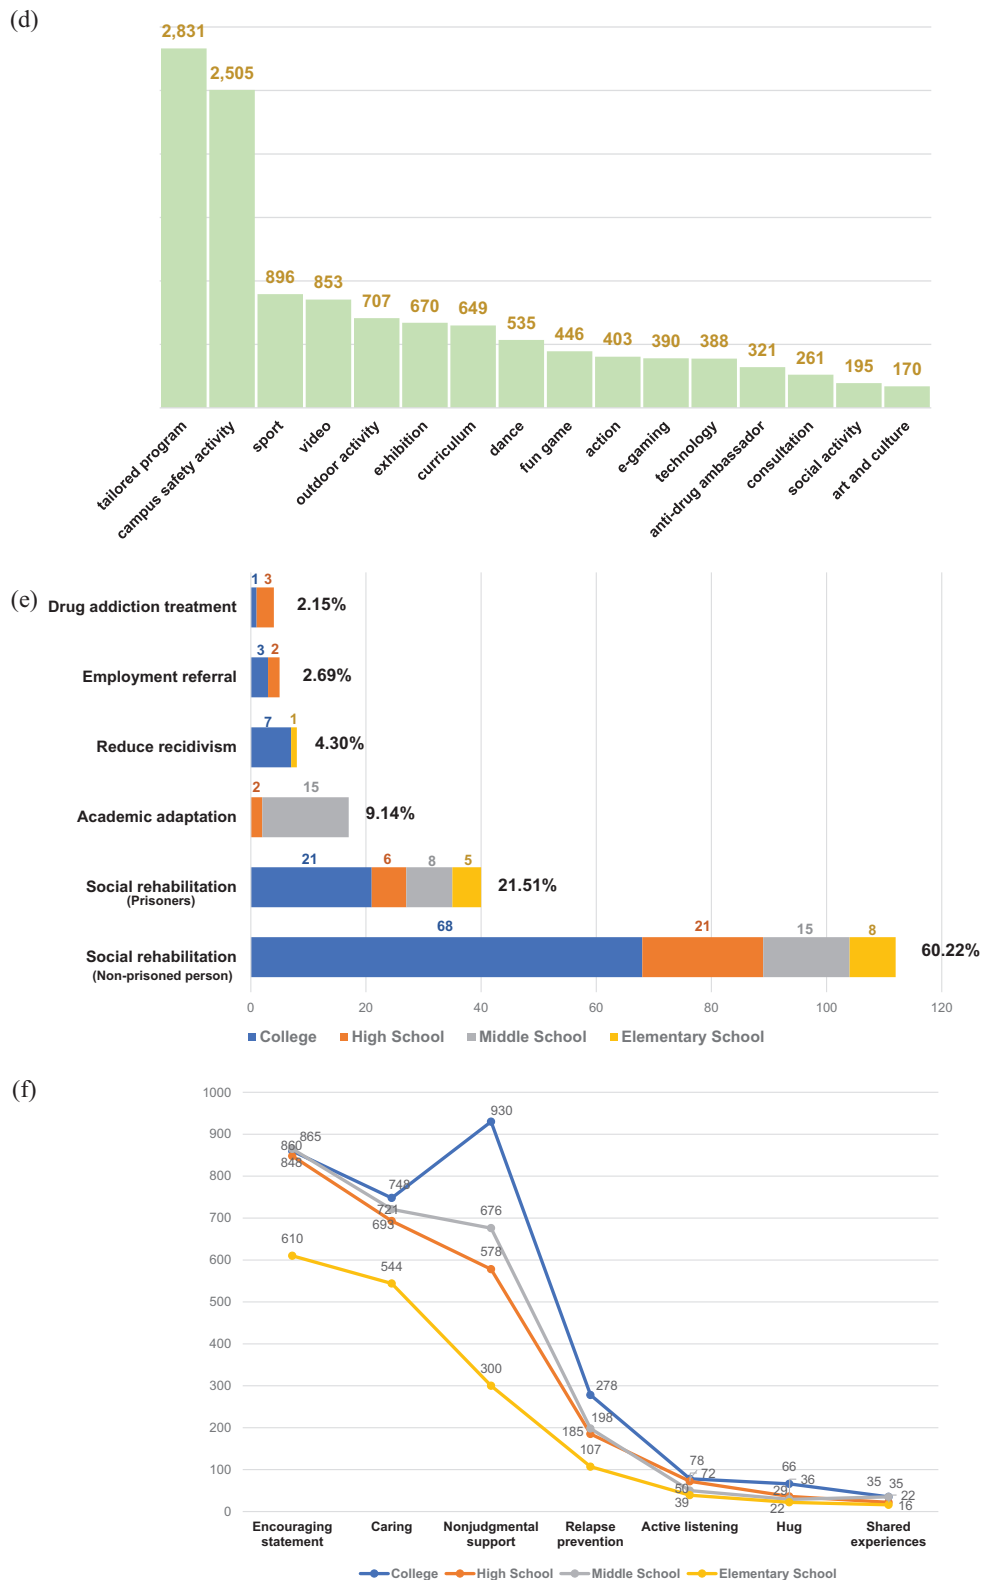 (d)
2,831
2,505
896
853
707
670
649
535
446
403
390
388
321
261
195
170
tailored program
campus safety activity
sport
video
outdoor activity
exhibition
curriculum
dance
fun game
action
e-gaming
technology
anti-drug ambassador
consultation
social activity
art and culture
(e)
1 3
Drug addiction treatment 2.15%
3 2
Employment referral 2.69%
7 1
Reduce recidivism 4.30%
2 15
Academic adaptation 9.14%
21 6 8 5
Social rehabilitation 21.51%
(Prisoners)
68 21 15 8
Social rehabilitation 60.22%
(Non-prisoned person)
0 20 40 60 80 100 120
College High School Middle School Elementary School
(f)
1000
900
800
700
600
500
400
300
200
100
0
860 865
848
610
748
721
693
544
930
676
578
300
278
198
185
107
78
72
50
39
66
36
29
22
35 35
22
16
Encouraging statement
Caring
Nonjudgmental support
Relapse prevention
Active listening
Hug
Shared experiences
College High School Middle School Elementary School